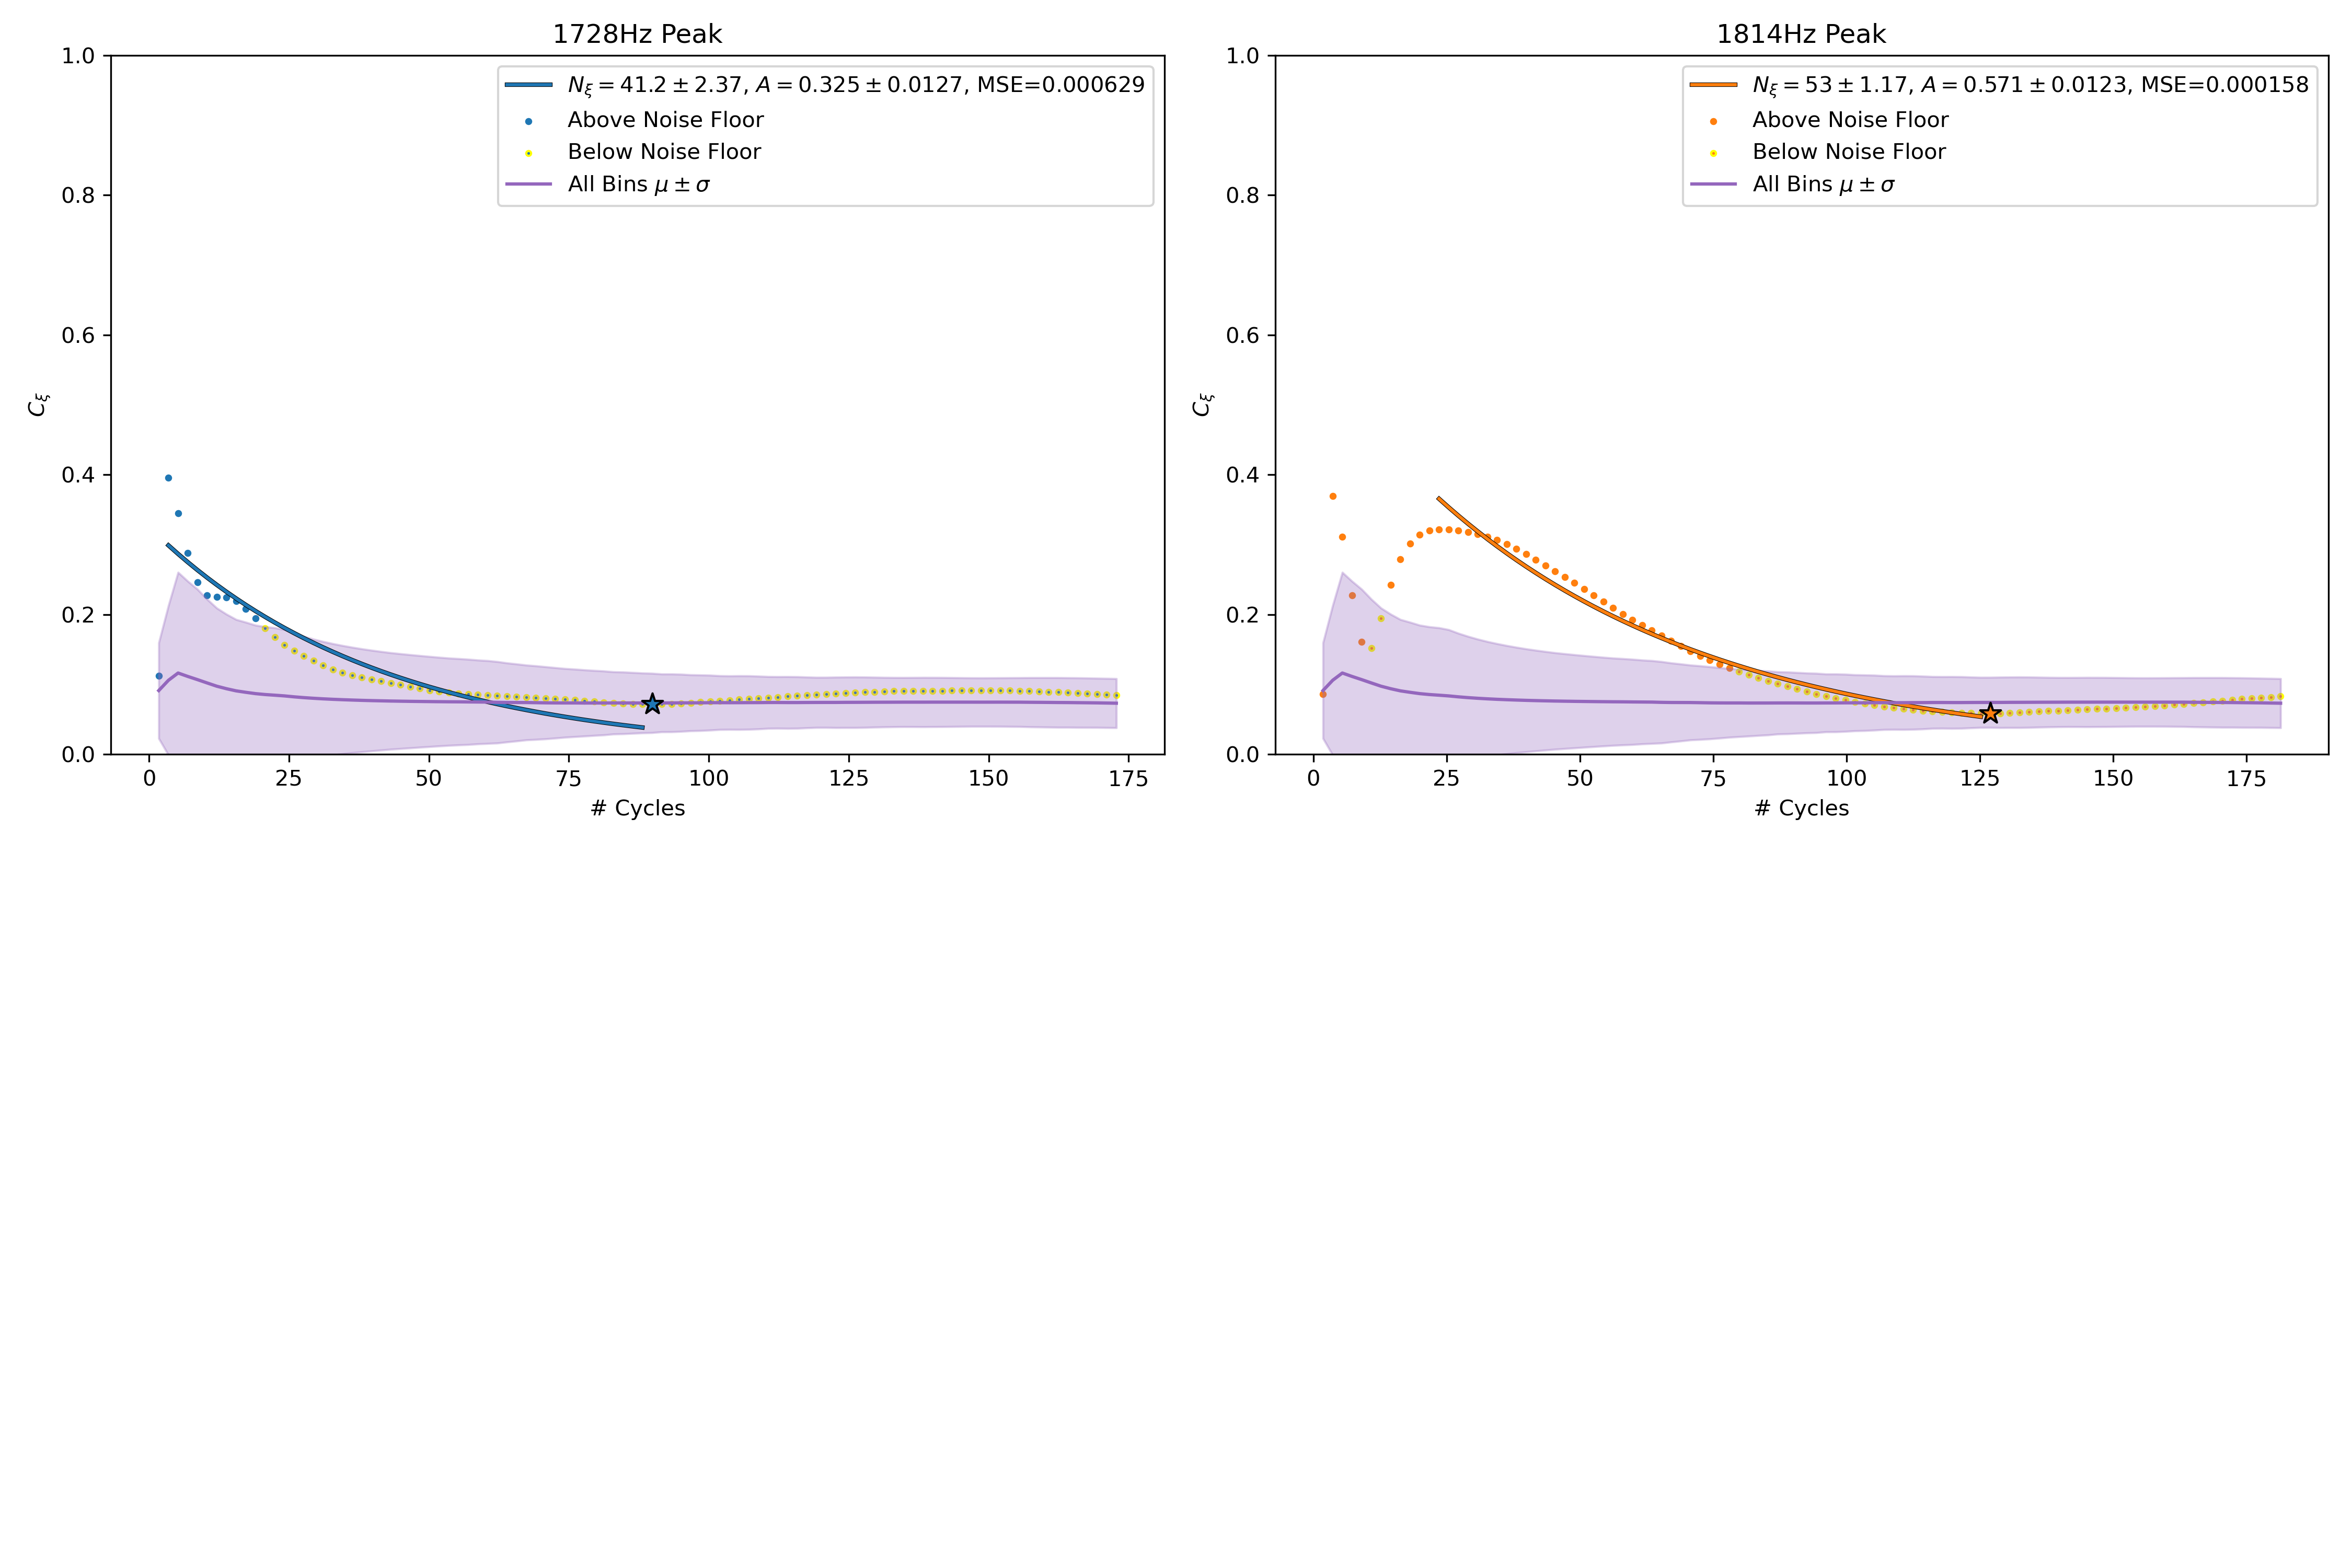 1728Hz Peak
1.0
0.8
0.6
0.4
0.2
0.0
C_ξ
N_ξ = 41.2 ± 2.37, A = 0.325 ± 0.0127, MSE=0.000629
Above Noise Floor
Below Noise Floor
All Bins μ ± σ
0 25 50 75 100 125 150 175
# Cycles
1814Hz Peak
1.0
0.8
0.6
0.4
0.2
0.0
C_ξ
N_ξ = 53 ± 1.17, A = 0.571 ± 0.0123, MSE=0.000158
Above Noise Floor
Below Noise Floor
All Bins μ ± σ
0 25 50 75 100 125 150 175
# Cycles